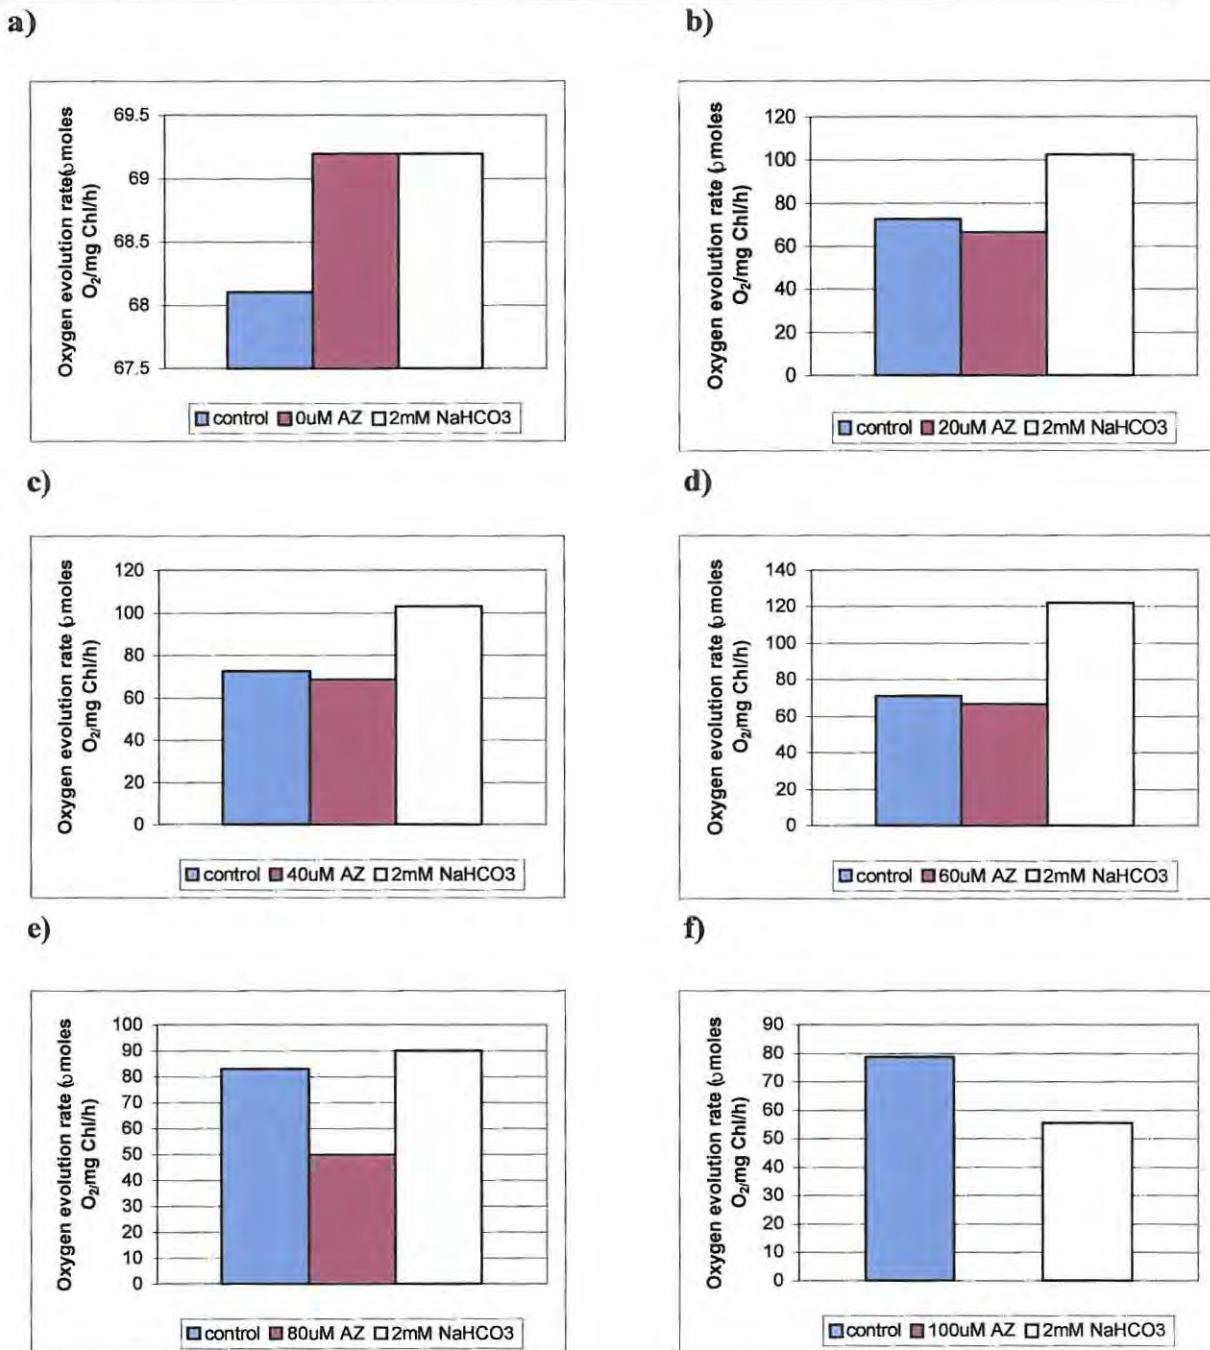 a)
b)
Oxygen evolution rate(υmoles
O₂/mg Chl/h)
69.5
69
68.5
68
67.5
control 0uM AZ 2mM NaHCO3
Oxygen evolution rate (υmoles
O₂/mg Chl/h)
120
100
80
60
40
20
0
control 20uM AZ 2mM NaHCO3
c)
d)
Oxygen evolution rate (υmoles
O₂/mg Chl/h)
120
100
80
60
40
20
0
control 40uM AZ 2mM NaHCO3
Oxygen evolution rate (υmoles
O₂/mg Chl/h)
140
120
100
80
60
40
20
0
control 60uM AZ 2mM NaHCO3
e)
f)
Oxygen evolution rate (υmoles
O₂/mg Chl/h)
100
90
80
70
60
50
40
30
20
10
0
control 80uM AZ 2mM NaHCO3
Oxygen evolution rate (υmoles
O₂/mg Chl/h)
90
80
70
60
50
40
30
20
10
0
control 100uM AZ 2mM NaHCO3